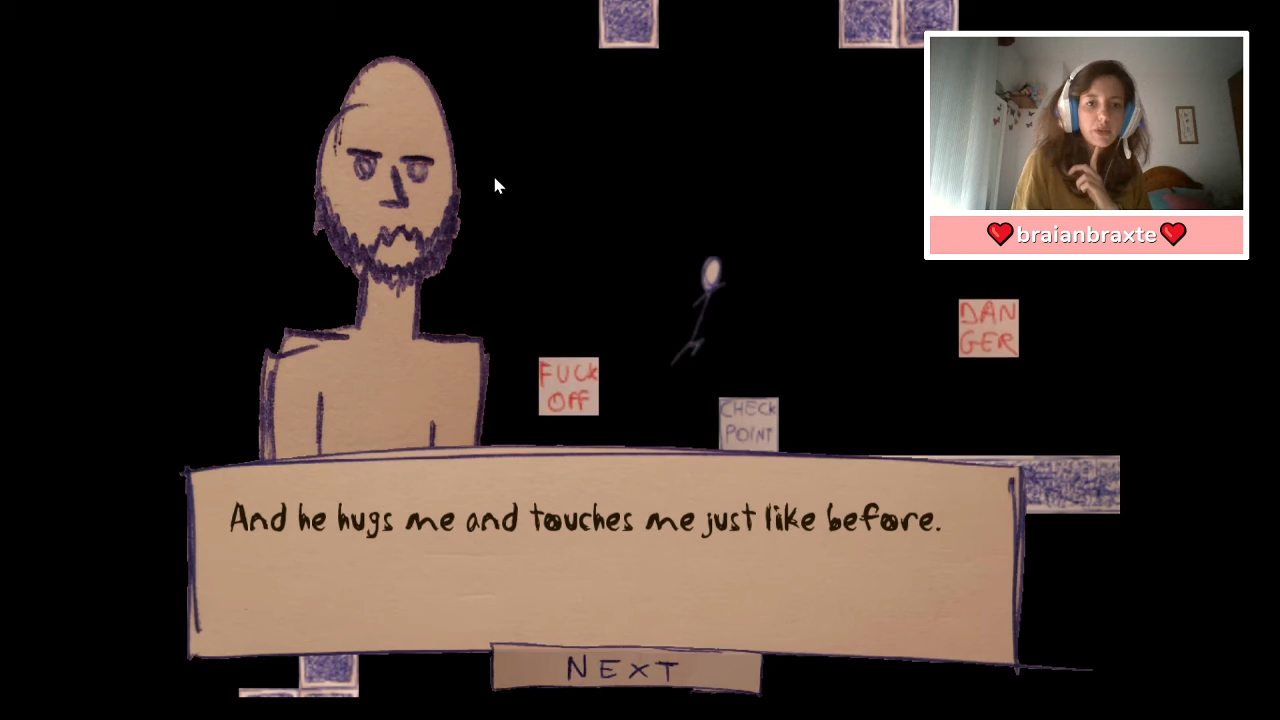 ❤️braianbraxte❤️
DAN
GER
FUCK
OFF
CHECK
POINT
And he hugs me and touches me just like before.
NEXT